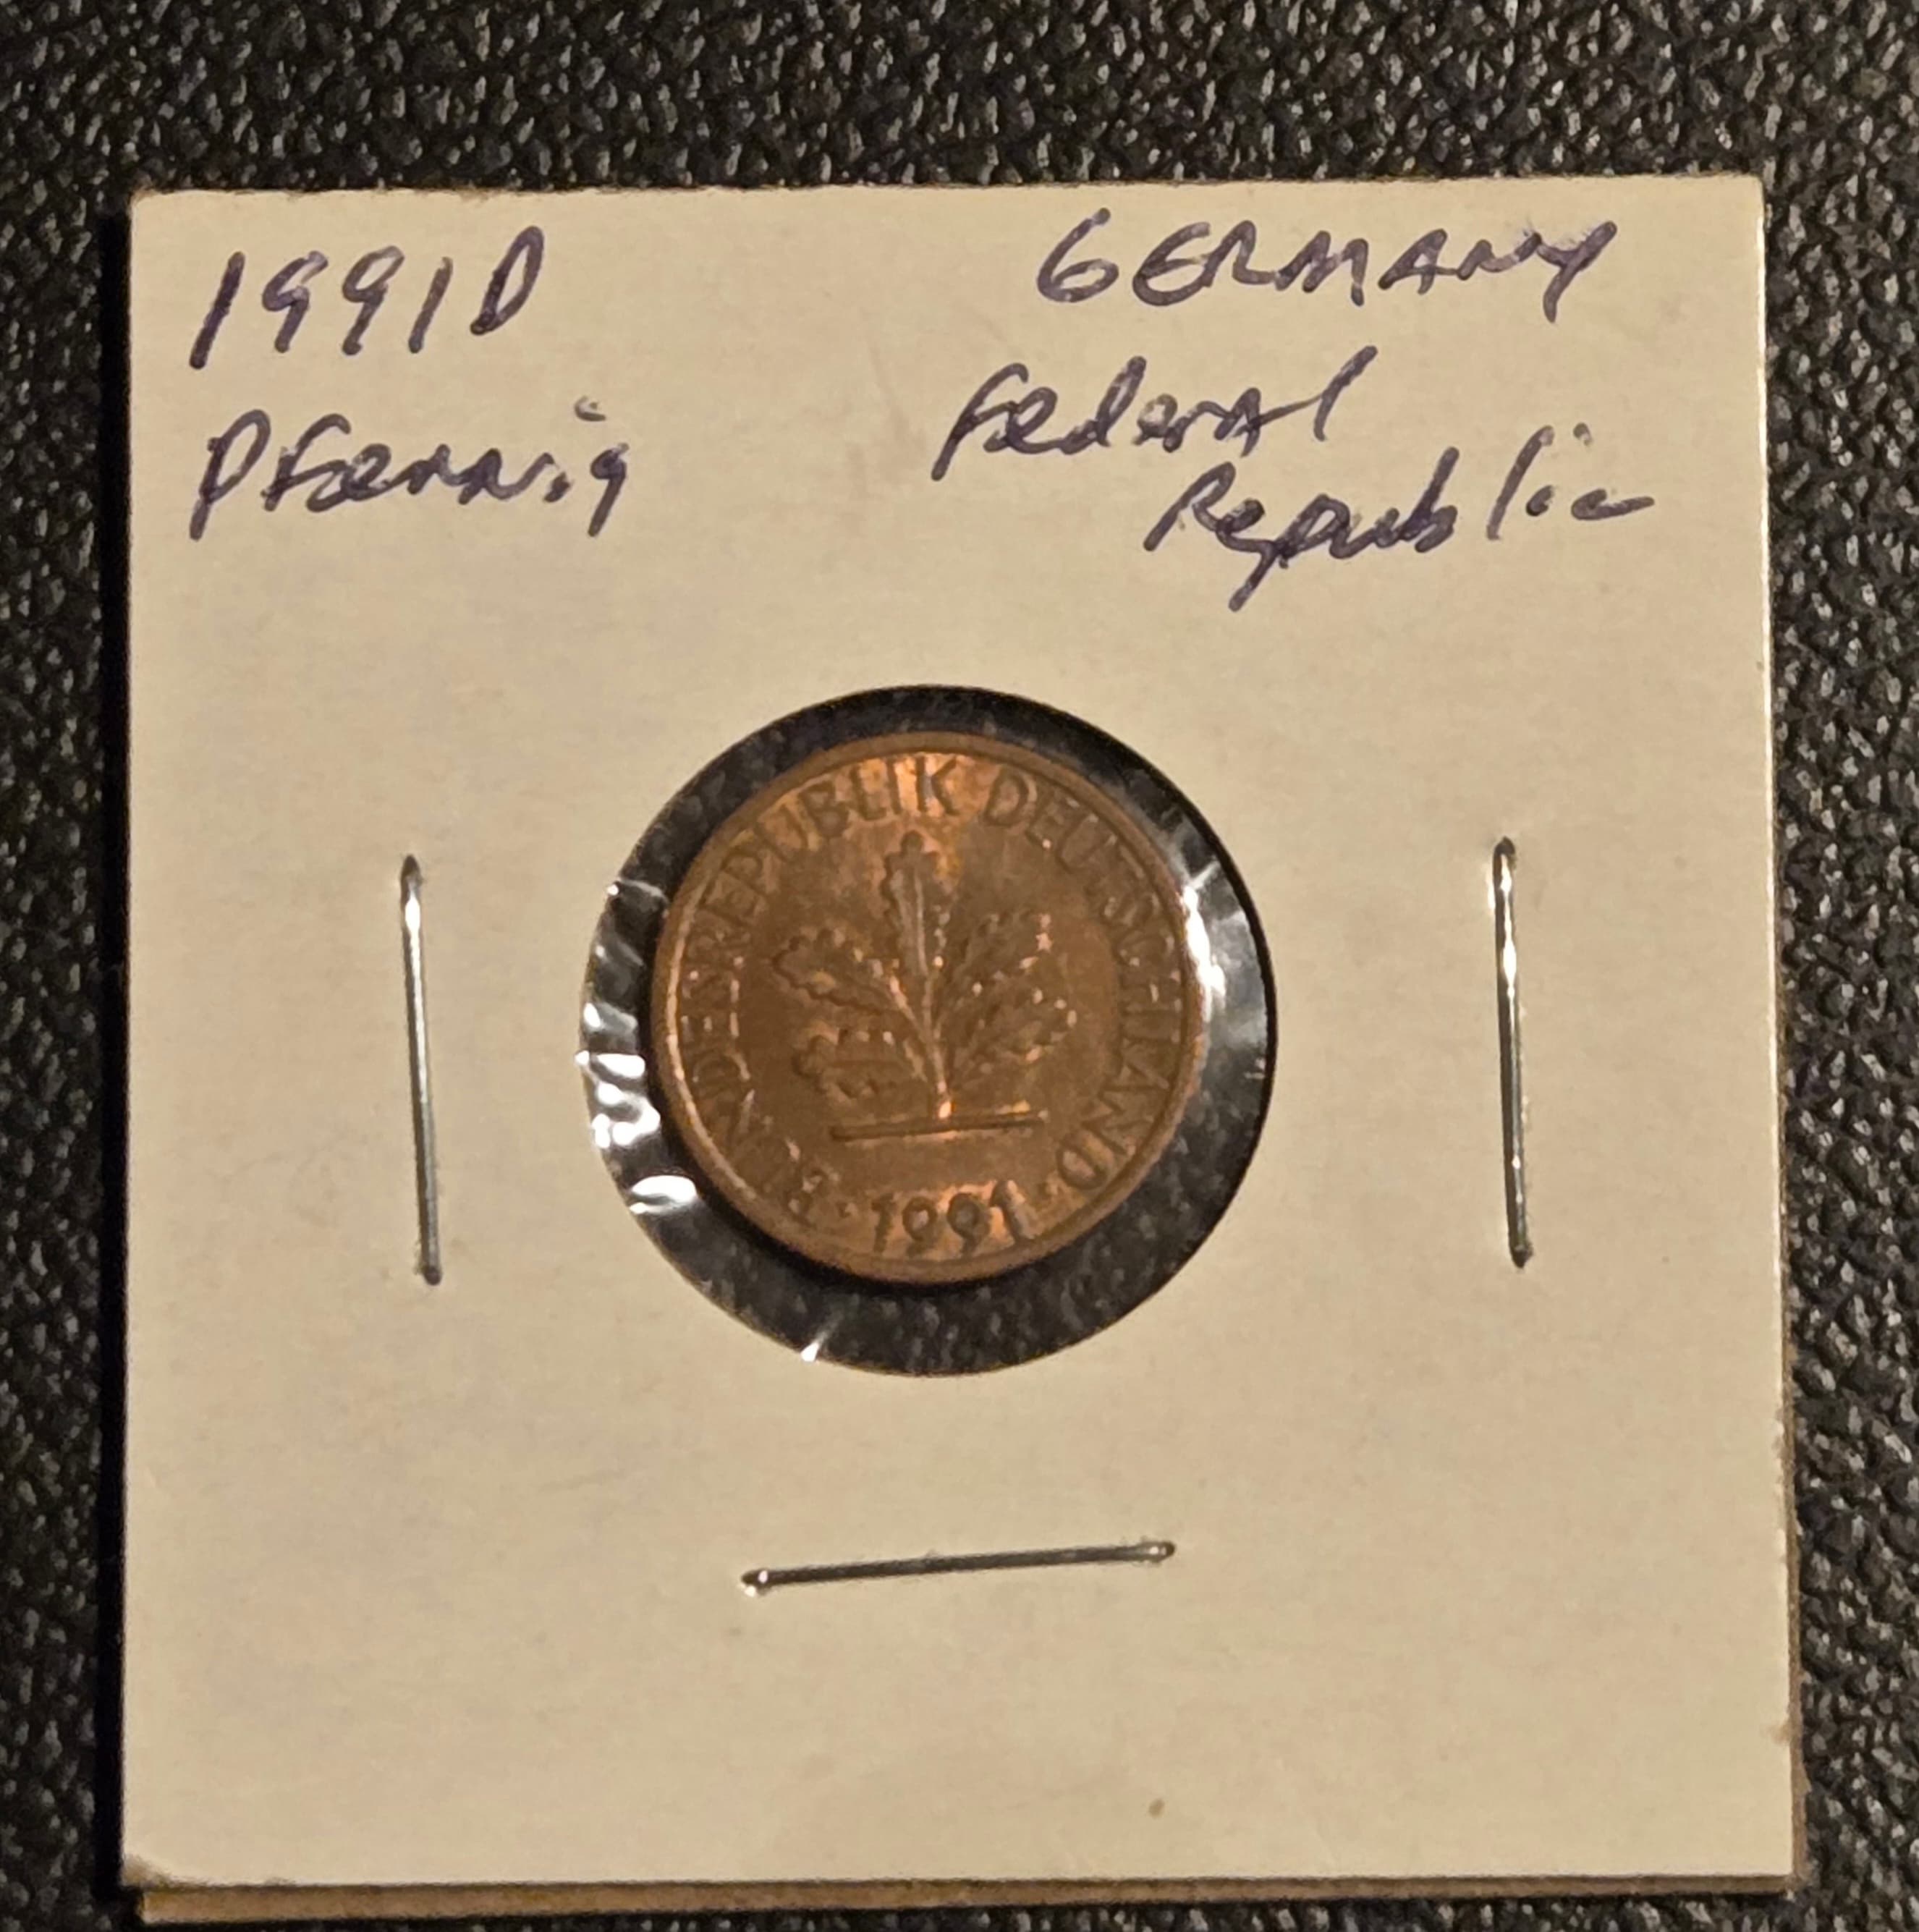 1991D
Pfennig
GERMANY
Federal
Republic
BUNDESREPUBLIK DEUTSCHLAND
1991